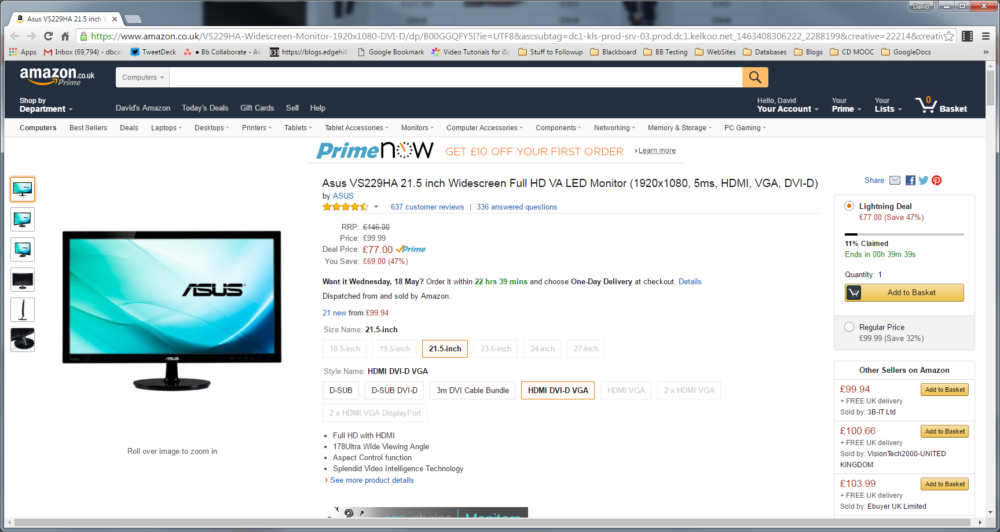 David
Asus VS229HA 21.5 inch V
https://www.amazon.co.uk/VS229HA-Widescreen-Monitor-1920x1080-DVI-D/dp/B00GGQFY5I?ie=UTF8&ascsubtag=dc1-kls-prod-srv-03.prod.dc1.kelkoo.net_1463408306222_2288199&creative=22214&creativ
Apps Inbox (69,794) - dbca TweetDeck • Bb Collaborate - Ass EH https://blogs.edgehill. Google Bookmark Video Tutorials for iSp Stuff to Followup Blackboard BB Testing WebSites Databases Blogs CD MOOC GoogleDocs »
amazon.co.uk
Prime
Computers
Shop by
Department
David's Amazon Today's Deals Gift Cards Sell Help
Hello, David
Your Account
Your
Prime
Your
Lists
0
Basket
Computers Best Sellers Deals Laptops Desktops Printers Tablets Tablet Accessories Monitors Computer Accessories Components Networking Memory & Storage PC Gaming
Prime now GET £10 OFF YOUR FIRST ORDER › Learn more
Asus VS229HA 21.5 inch Widescreen Full HD VA LED Monitor (1920x1080, 5ms, HDMI, VGA, DVI-D)
by ASUS
637 customer reviews | 336 answered questions
RRP: £146.00
Price: £99.99
Deal Price: £77.00 Prime
You Save: £69.00 (47%)
Want it Wednesday, 18 May? Order it within 22 hrs 39 mins and choose One-Day Delivery at checkout. Details
Dispatched from and sold by Amazon.
21 new from £99.94
Size Name: 21.5-inch
18.5-inch 19.5-inch 21.5-inch 23.6-inch 24-inch 27-inch
Style Name: HDMI DVI-D VGA
D-SUB D-SUB DVI-D 3m DVI Cable Bundle HDMI DVI-D VGA HDMI VGA 2 x HDMI VGA
2 x HDMI VGA DisplayPort
• Full HD with HDMI
• 178Ultra Wide Viewing Angle
• Aspect Control function
• Splendid Video Intelligence Technology
› See more product details
ASUS
ASUS
Roll over image to zoom in
Share
Lightning Deal
£77.00 (Save 47%)
11% Claimed
Ends in 00h 39m 39s
Quantity: 1
Add to Basket
Regular Price
£99.99 (Save 32%)
Other Sellers on Amazon
£99.94 Add to Basket
+ FREE UK delivery
Sold by: 3B-IT Ltd
£100.66 Add to Basket
+ FREE UK delivery
Sold by: VisionTech2000-UNITED
KINGDOM
£103.99 Add to Basket
+ FREE UK delivery
Sold by: Ebuyer UK Limited